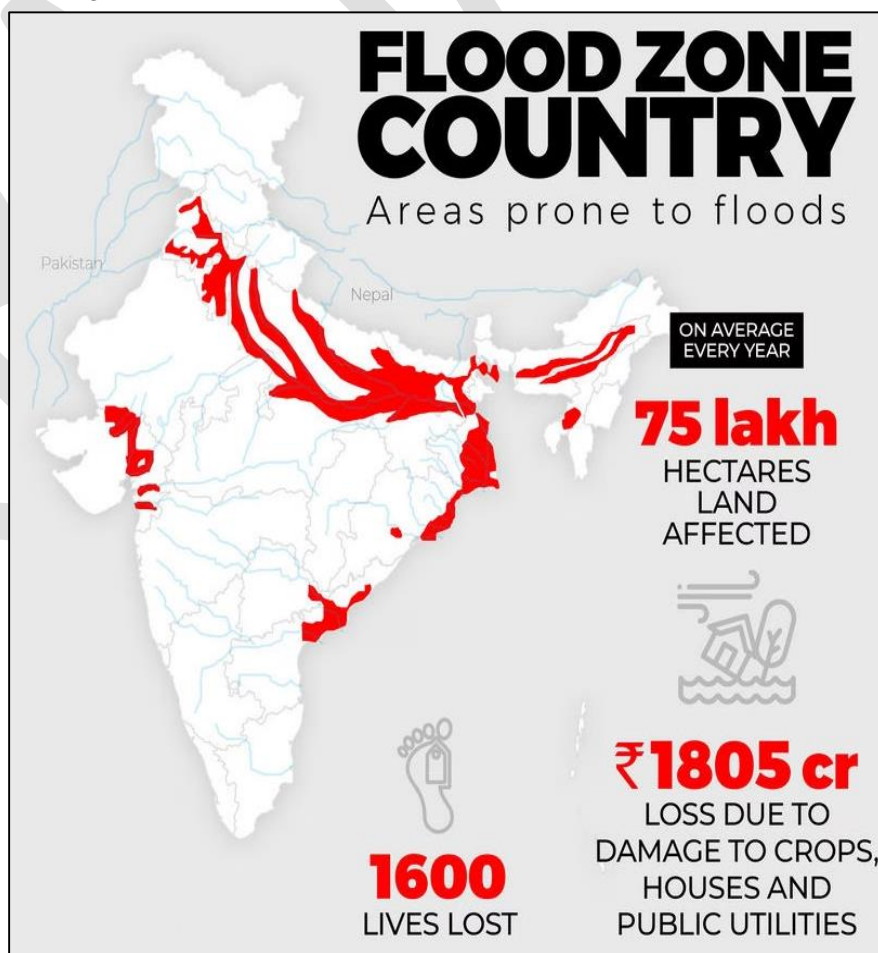 FLOOD ZONE
COUNTRY
Areas prone to floods
Pakistan
Nepal
ON AVERAGE
EVERY YEAR
75 lakh
HECTARES
LAND
AFFECTED
₹1805 cr
LOSS DUE TO
DAMAGE TO CROPS,
HOUSES AND
PUBLIC UTILITIES
1600
LIVES LOST